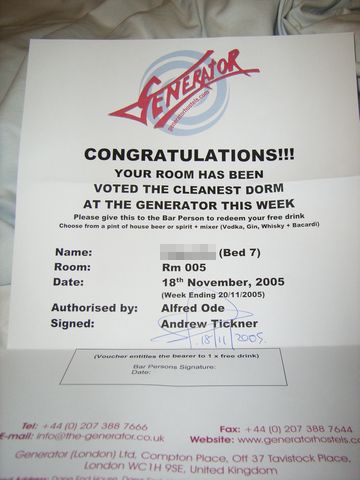 GENERATOR
generatorhostels.com
CONGRATULATIONS!!!
YOUR ROOM HAS BEEN
VOTED THE CLEANEST DORM
AT THE GENERATOR THIS WEEK
Please give this to the Bar Person to redeem your free drink
Choose from a pint of house beer or spirit + mixer (Vodka, Gin, Whisky + Bacardi)
Name: (Bed 7)
Room: Rm 005
Date: 18th November, 2005
(Week Ending 20/11/2005)
Authorised by: Alfred Ode
Signed: Andrew Tickner
18/11/2005.
(Voucher entitles the bearer to 1 x free drink)
Bar Persons Signature:
Date:
Tel: +44 (0) 207 388 7666 Fax: +44 (0) 207 388 7644
E-mail: info@the-generator.co.uk Website: www.generatorhostels.com
Generator (London) Ltd, Compton Place, Off 37 Tavistock Place,
London WC1H 9SE, United Kingdom